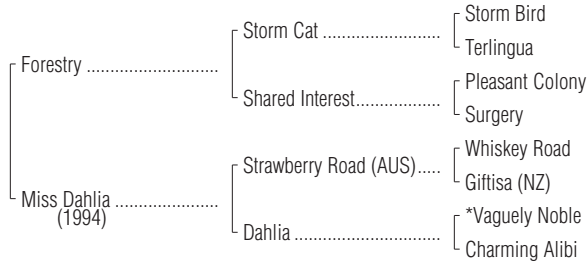 Storm Bird
Storm Cat ......................
Terlingua
Forestry .........................
Pleasant Colony
Shared Interest................
Surgery
Whiskey Road
Strawberry Road (AUS).....
Giftisa (NZ)
Miss Dahlia ....................
(1994)
*Vaguely Noble
Dahlia ............................
Charming Alibi